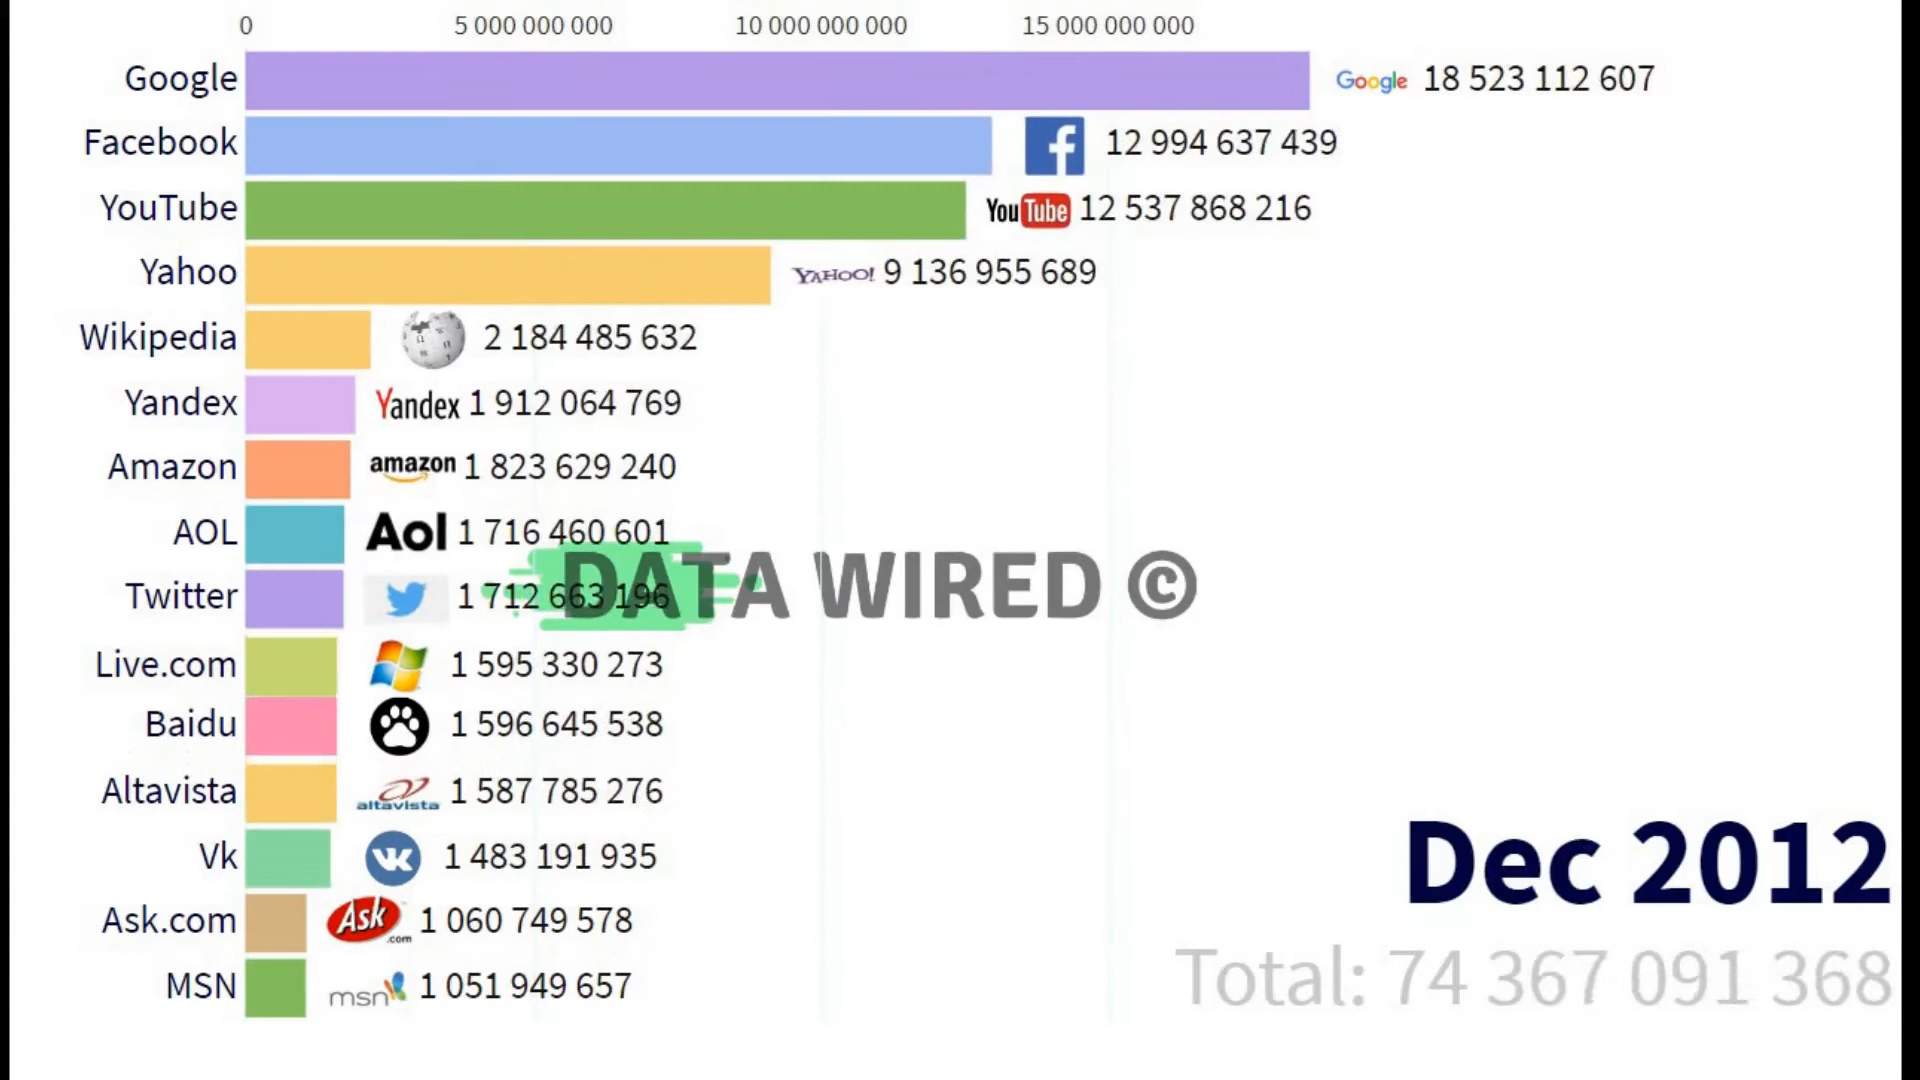 0 5 000 000 000 10 000 000 000 15 000 000 000
Google Google 18 523 112 607
Facebook f 12 994 637 439
YouTube YouTube 12 537 868 216
Yahoo YAHOO! 9 136 955 689
Wikipedia 2 184 485 632
Yandex Yandex 1 912 064 769
Amazon amazon 1 823 629 240
AOL Aol 1 716 460 601
Twitter 1 712 663 196
DATA WIRED ©
Live.com 1 595 330 273
Baidu 1 596 645 538
Altavista altavista 1 587 785 276
Vk VK 1 483 191 935
Ask.com Ask.com 1 060 749 578
MSN msn 1 051 949 657
Dec 2012
Total: 74 367 091 368